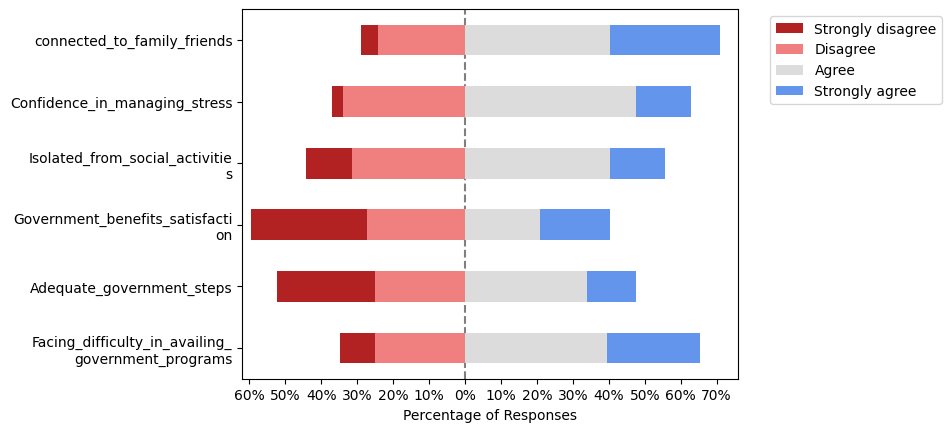 connected_to_family_friends
Confidence_in_managing_stress
Isolated_from_social_activitie
s
Government_benefits_satisfacti
on
Adequate_government_steps
Facing_difficulty_in_availing_
government_programs
60% 50% 40% 30% 20% 10% 0% 10% 20% 30% 40% 50% 60% 70%
Percentage of Responses
Strongly disagree
Disagree
Agree
Strongly agree